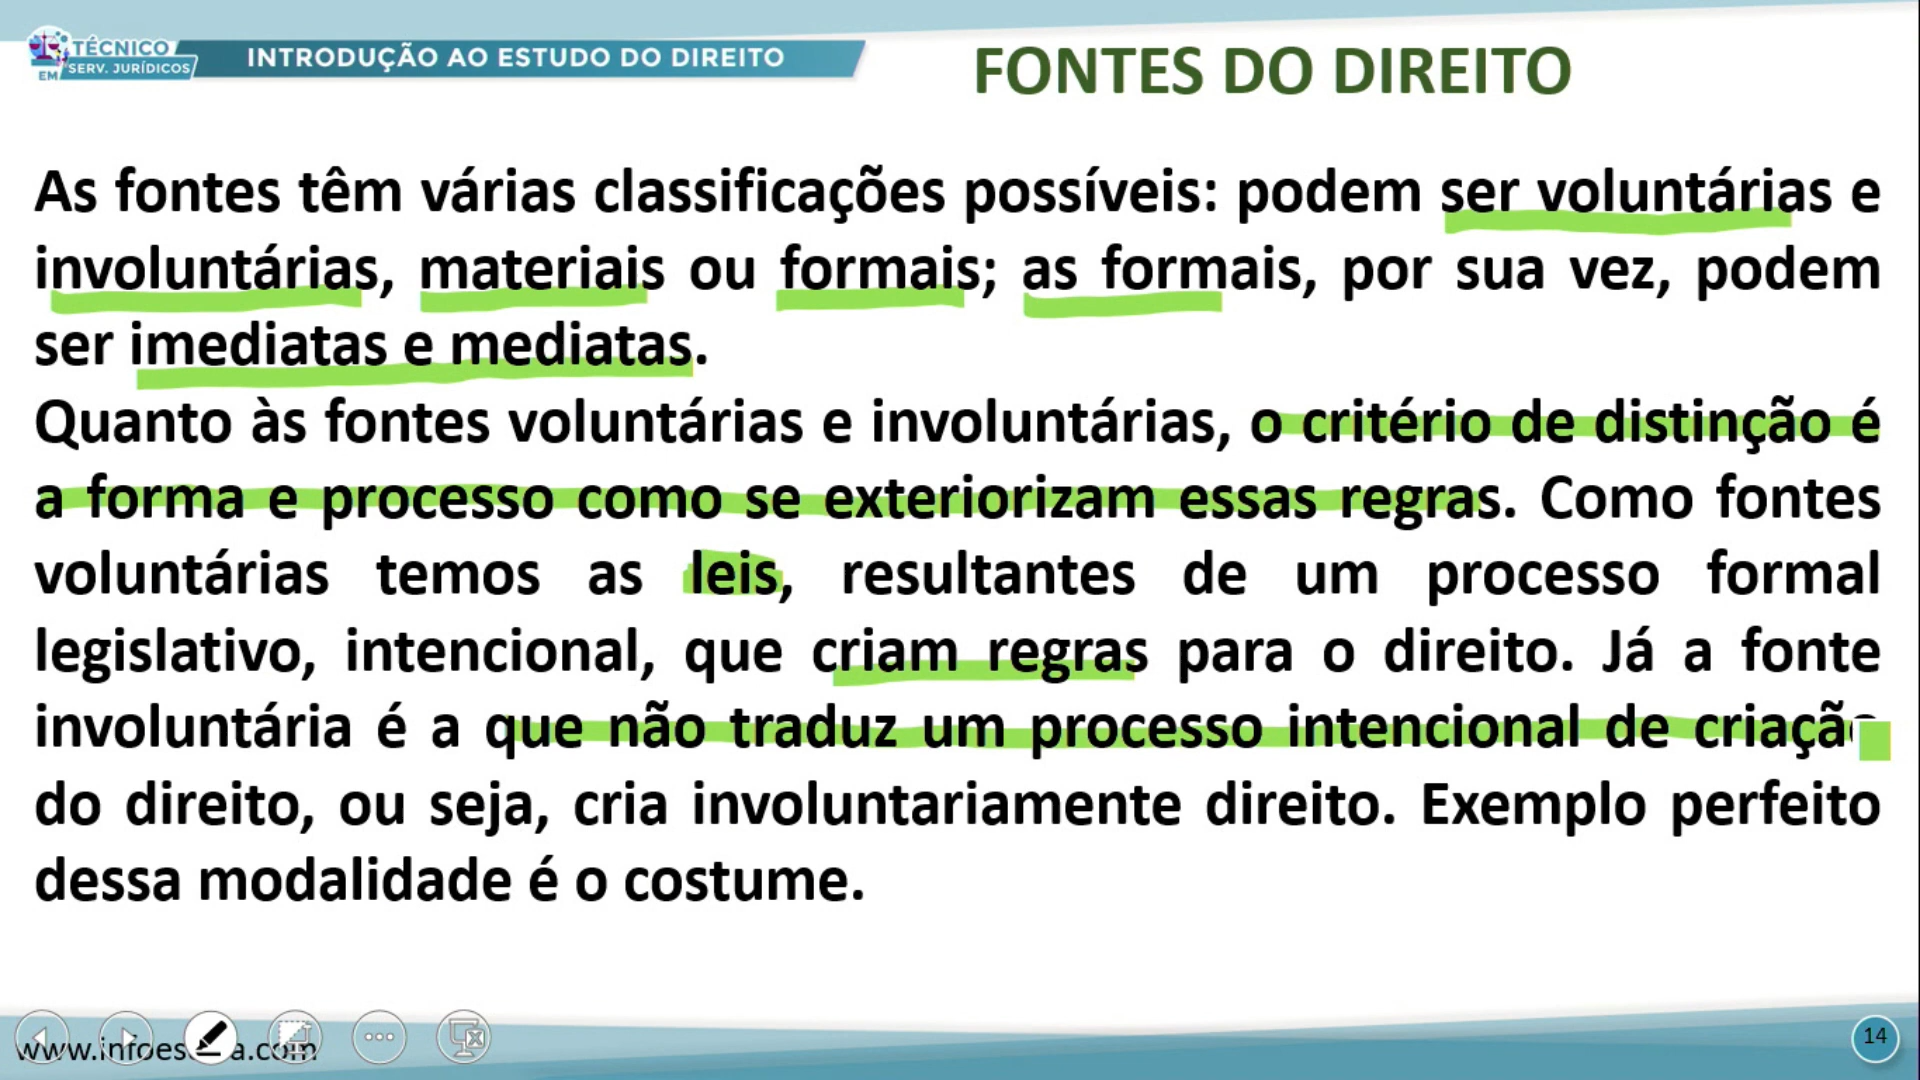 TÉCNICO
EM SERV. JURÍDICOS
INTRODUÇÃO AO ESTUDO DO DIREITO
FONTES DO DIREITO
As fontes têm várias classificações possíveis: podem ser voluntárias e
involuntárias, materiais ou formais; as formais, por sua vez, podem
ser imediatas e mediatas.
Quanto às fontes voluntárias e involuntárias, o critério de distinção é
a forma e processo como se exteriorizam essas regras. Como fontes
voluntárias temos as leis, resultantes de um processo formal
legislativo, intencional, que criam regras para o direito. Já a fonte
involuntária é a que não traduz um processo intencional de criação
do direito, ou seja, cria involuntariamente direito. Exemplo perfeito
dessa modalidade é o costume.
14